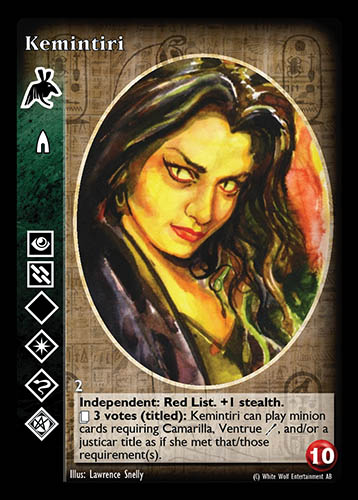 Kemintiri
2
Independent: Red List. +1 stealth.
3 votes (titled): Kemintiri can play minion
cards requiring Camarilla, Ventrue, and/or a
justicar title as if she met that/those
requirement(s).
10
Illus: Lawrence Snelly
(C) White Wolf Entertainment AB